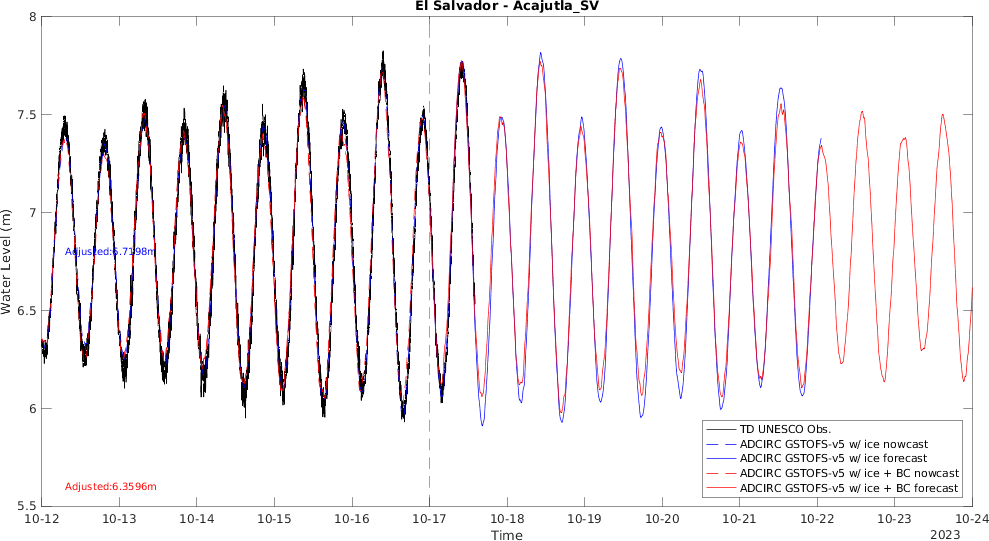 El Salvador - Acajutla_SV
8
7.5
7
6.5
6
5.5
Water Level (m)
Adjusted:6.7198m
Adjusted:6.3596m
TD UNESCO Obs.
ADCIRC GSTOFS-v5 w/ ice nowcast
ADCIRC GSTOFS-v5 w/ ice forecast
ADCIRC GSTOFS-v5 w/ ice + BC nowcast
ADCIRC GSTOFS-v5 w/ ice + BC forecast
10-12 10-13 10-14 10-15 10-16 10-17 10-18 10-19 10-20 10-21 10-22 10-23 10-24
Time
2023